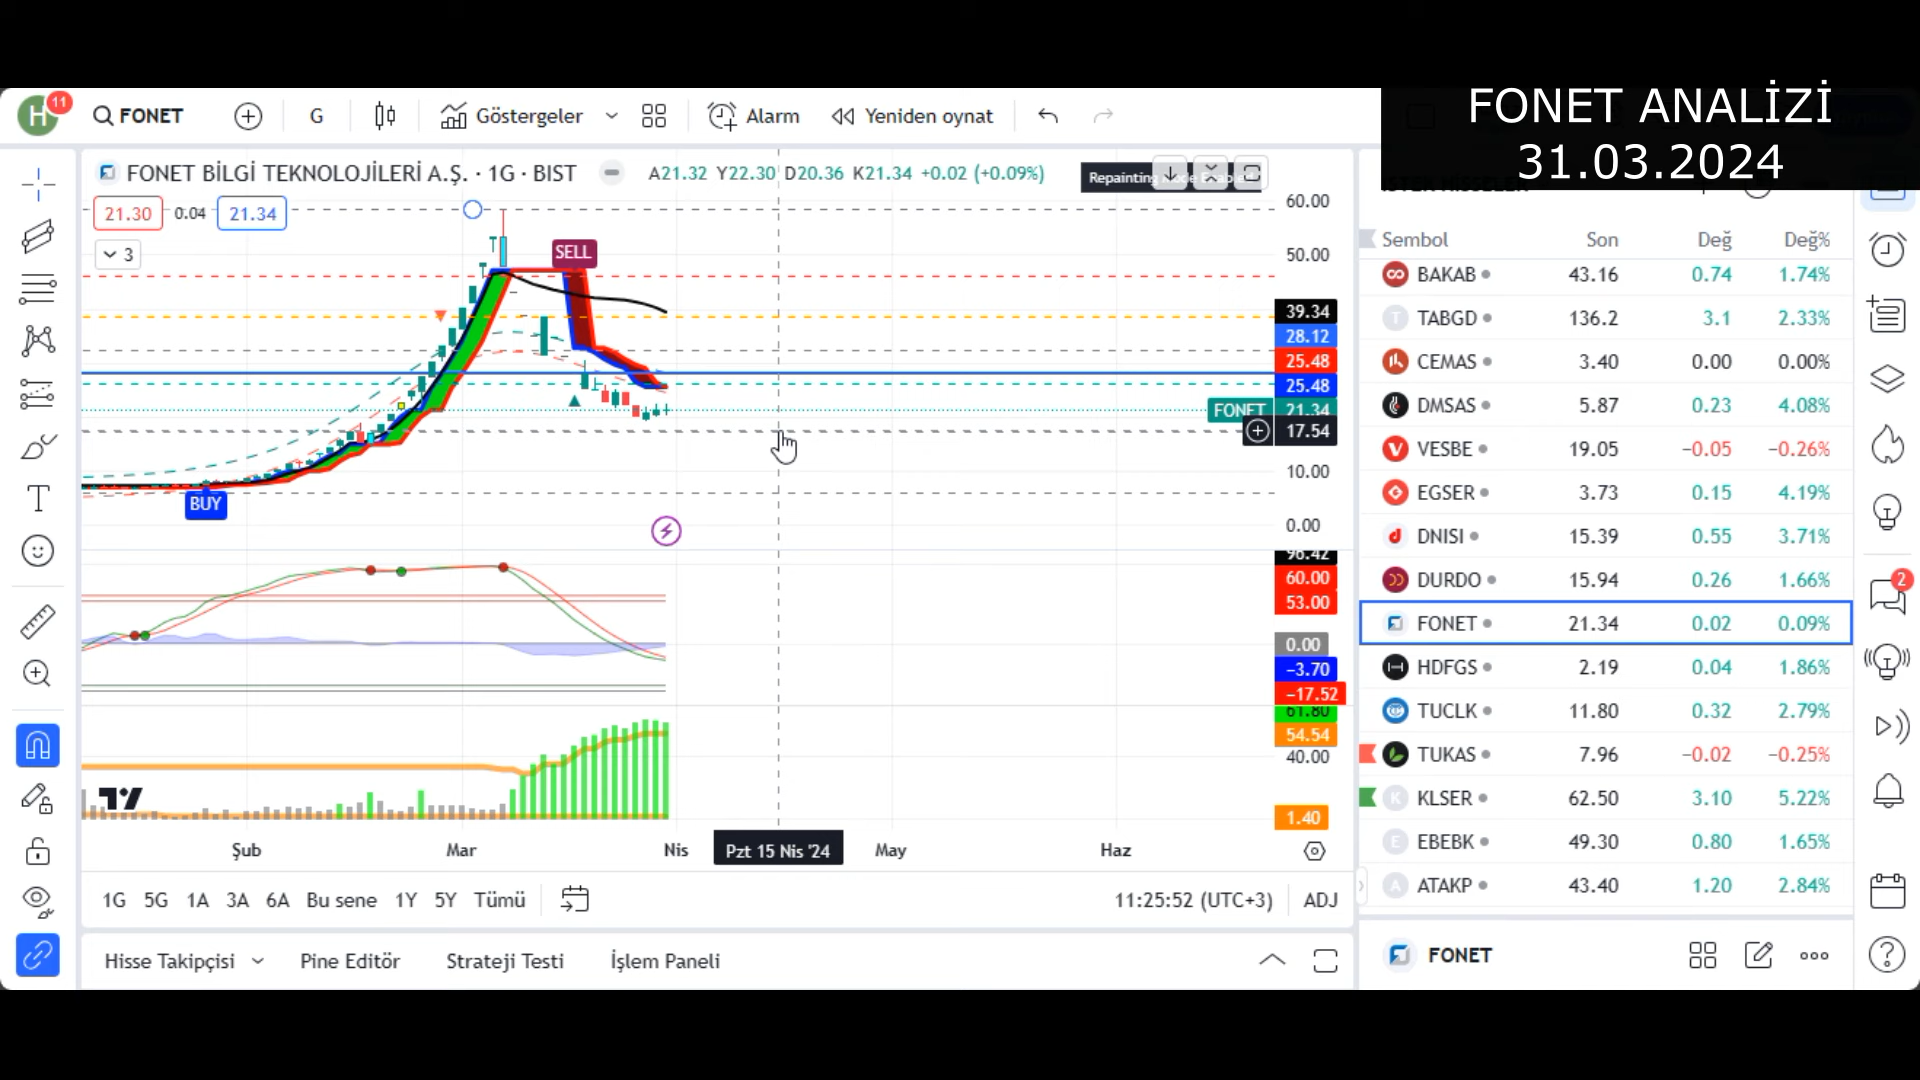 FONET ANALİZİ
31.03.2024
H 11 FONET G Göstergeler Alarm Yeniden oynat
FONET BİLGİ TEKNOLOJİLERİ A.Ş. · 1G · BIST A21.32 Y22.30 D20.36 K21.34 +0.02 (+0.09%)
Repainting
21.30 0.04 21.34
3
SELL
BUY
60.00
50.00
39.34
28.12
25.48
25.48
FONET 21.34
17.54
10.00
0.00
96.42
60.00
53.00
0.00
−3.70
−17.52
61.80
54.54
40.00
1.40
Şub Mar Nis Pzt 15 Nis '24 May Haz
1G 5G 1A 3A 6A Bu sene 1Y 5Y Tümü 11:25:52 (UTC+3) ADJ
Hisse Takipçisi Pine Editör Strateji Testi İşlem Paneli
Sembol Son Değ Değ%
BAKAB 43.16 0.74 1.74%
T TABGD 136.2 3.1 2.33%
CEMAS 3.40 0.00 0.00%
DMSAS 5.87 0.23 4.08%
VESBE 19.05 −0.05 −0.26%
EGSER 3.73 0.15 4.19%
DNISI 15.39 0.55 3.71%
DURDO 15.94 0.26 1.66%
FONET 21.34 0.02 0.09%
HDFGS 2.19 0.04 1.86%
TUCLK 11.80 0.32 2.79%
TUKAS 7.96 −0.02 −0.25%
K KLSER 62.50 3.10 5.22%
E EBEBK 49.30 0.80 1.65%
A ATAKP 43.40 1.20 2.84%
FONET
2